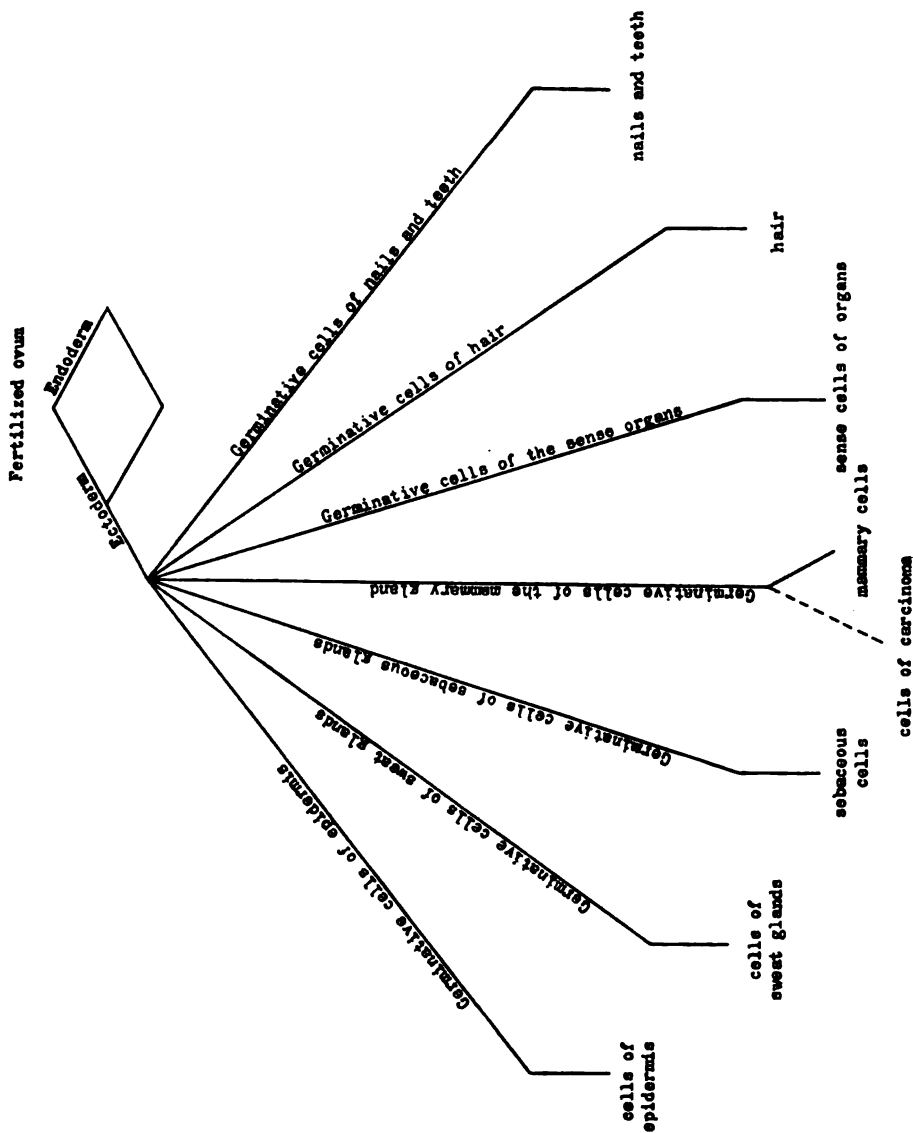 Fertilized ovum
Ectoderm
Endoderm
Germinative cells of epidermis
Germinative cells of sweat glands
Germinative cells of sebaceous glands
Germinative cells of the mammary gland
Germinative cells of the sense organs
Germinative cells of hair
Germinative cells of nails and teeth
cells of
epidermis
cells of
sweat glands
sebaceous
cells
cells of carcinoma
mammary cells
sense cells of organs
hair
nails and teeth